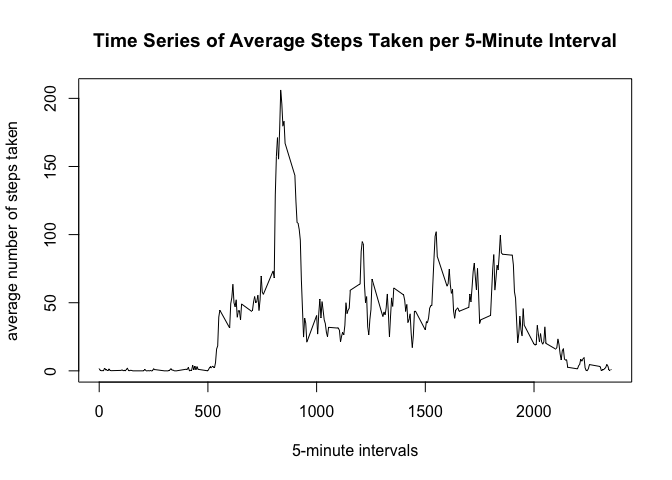 Time Series of Average Steps Taken per 5-Minute Interval
average number of steps taken
200
150
100
50
0
0 500 1000 1500 2000
5-minute intervals